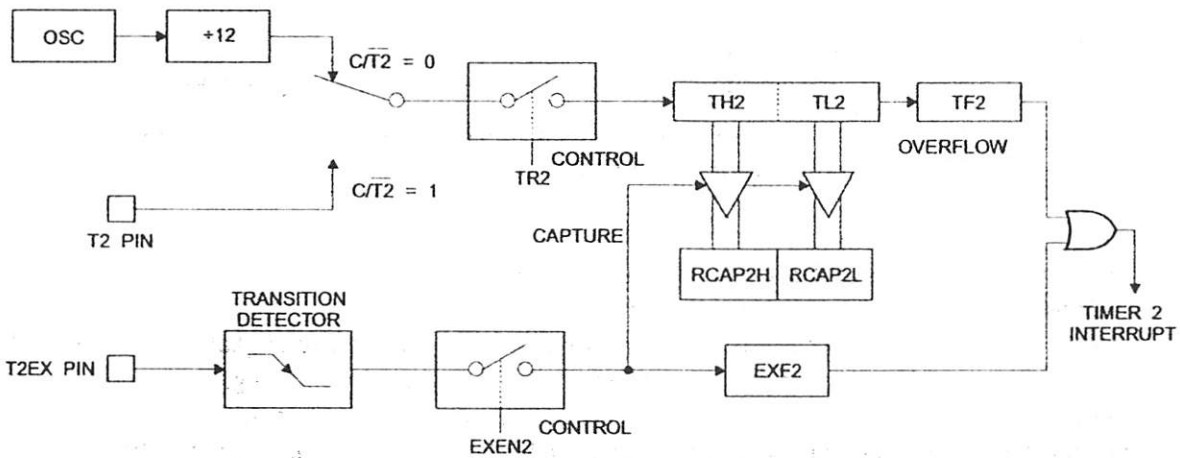 OSC
÷12
C/T2 = 0
TH2
TL2
TF2
CONTROL
TR2
OVERFLOW
C/T2 = 1
T2 PIN
CAPTURE
RCAP2H
RCAP2L
TRANSITION
DETECTOR
TIMER 2
INTERRUPT
T2EX PIN
EXF2
CONTROL
EXEN2